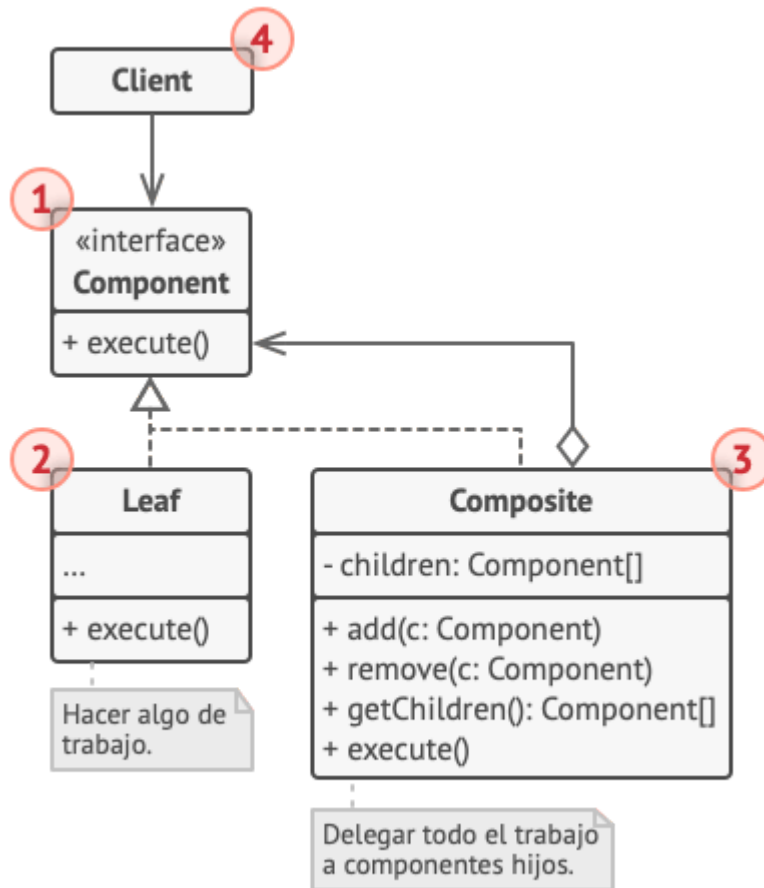 4
Client
1
«interface»
Component
+ execute()
2
Leaf
...
+ execute()
Hacer algo de
trabajo.
3
Composite
- children: Component[]
+ add(c: Component)
+ remove(c: Component)
+ getChildren(): Component[]
+ execute()
Delegar todo el trabajo
a componentes hijos.